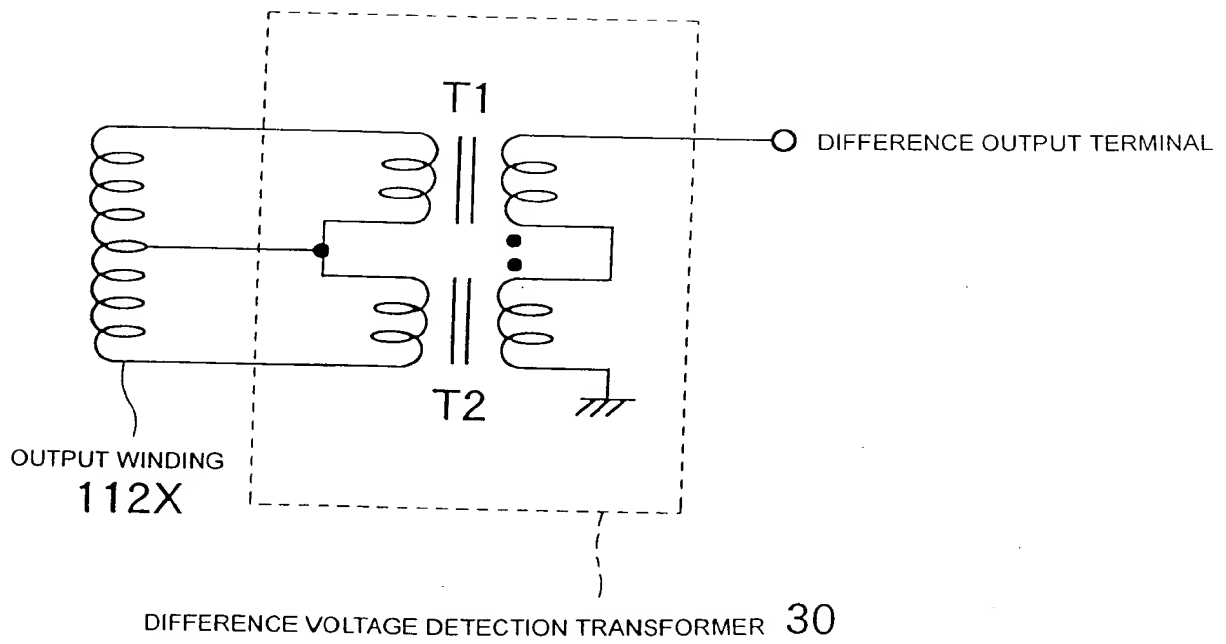 T1
DIFFERENCE OUTPUT TERMINAL
T2
OUTPUT WINDING
112X
DIFFERENCE VOLTAGE DETECTION TRANSFORMER 30